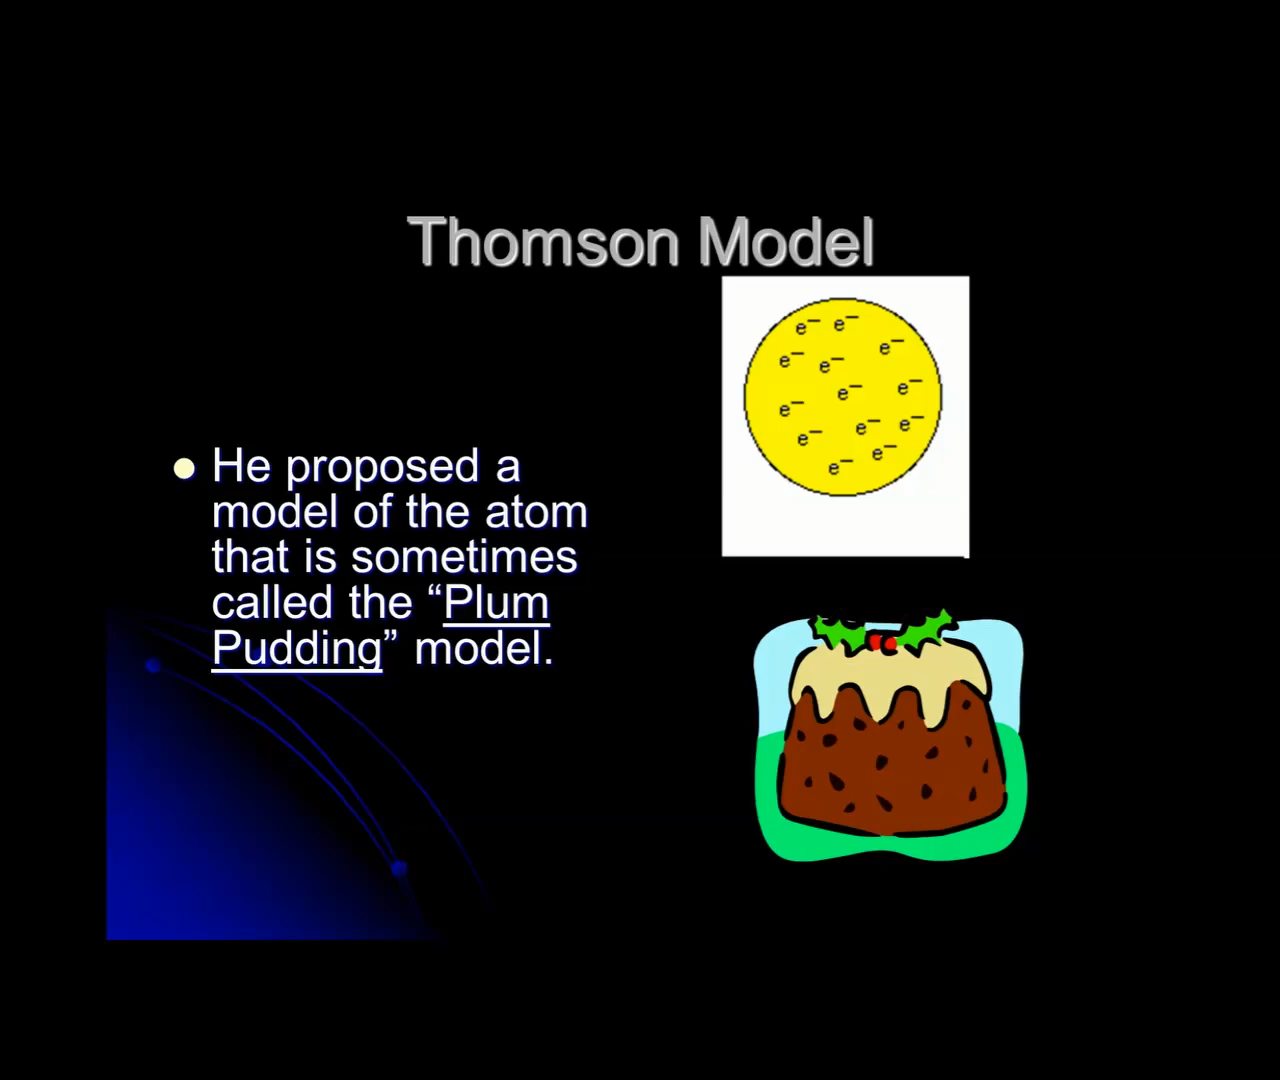 Thomson Model
e⁻ e⁻
e⁻
e⁻ e⁻
e⁻ e⁻
e⁻
e⁻ e⁻
e⁻
e⁻
e⁻
● He proposed a
model of the atom
that is sometimes
called the “Plum
Pudding” model.